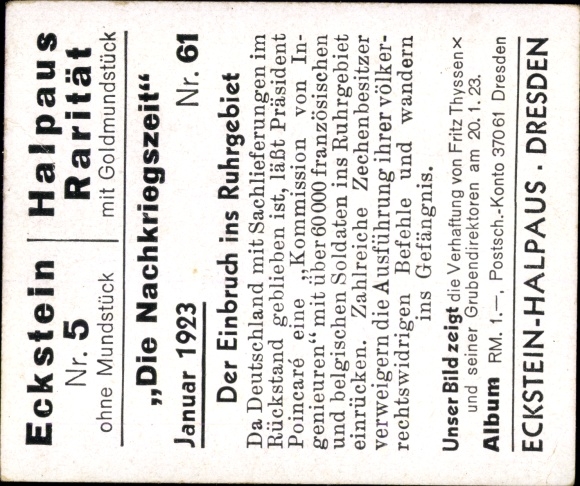 Eckstein | Halpaus
Nr. 5 | Rarität
ohne Mundstück | mit Goldmundstück
„Die Nachkriegszeit“
Januar 1923 Nr. 61
Der Einbruch ins Ruhrgebiet
Da Deutschland mit Sachlieferungen im
Rückstand geblieben ist, läßt Präsident
Poincaré eine „Kommission von In-
genieuren“ mit über 60 000 französischen
und belgischen Soldaten ins Ruhrgebiet
einrücken. Zahlreiche Zechenbesitzer
verweigern die Ausführung ihrer völker-
rechtswidrigen Befehle und wandern
ins Gefängnis.
Unser Bild zeigt die Verhaftung von Fritz Thyssen ×
und seiner Grubendirektoren am 20. 1. 23.
Album RM. 1.—, Postsch.-Konto 370 61 Dresden
ECKSTEIN-HALPAUS · DRESDEN